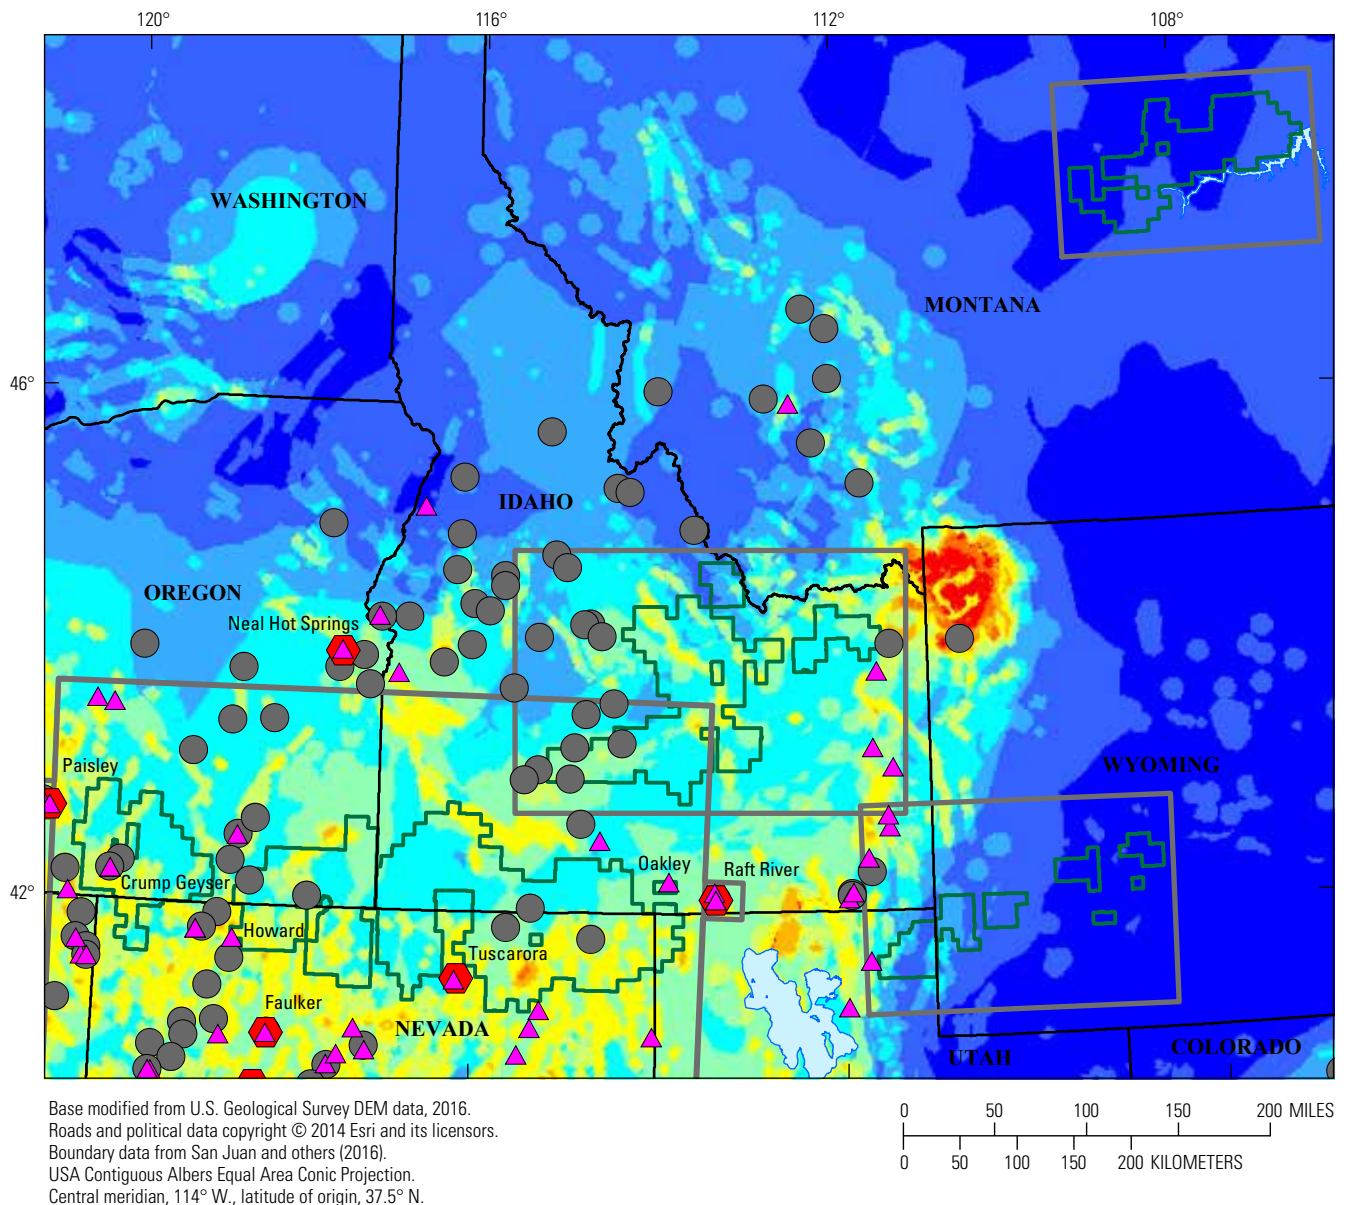 120°
116°
112°
108°
WASHINGTON
MONTANA
46°
IDAHO
OREGON
Neal Hot Springs
Paisley
WYOMING
Oakley
Raft River
Crump Geyser
42°
Howard
Tuscarora
Faulker
NEVADA
UTAH
COLORADO
Base modified from U.S. Geological Survey DEM data, 2016.
Roads and political data copyright © 2014 Esri and its licensors.
Boundary data from San Juan and others (2016).
USA Contiguous Albers Equal Area Conic Projection.
Central meridian, 114° W., latitude of origin, 37.5° N.
0 50 100 150 200 MILES
0 50 100 150 200 KILOMETERS